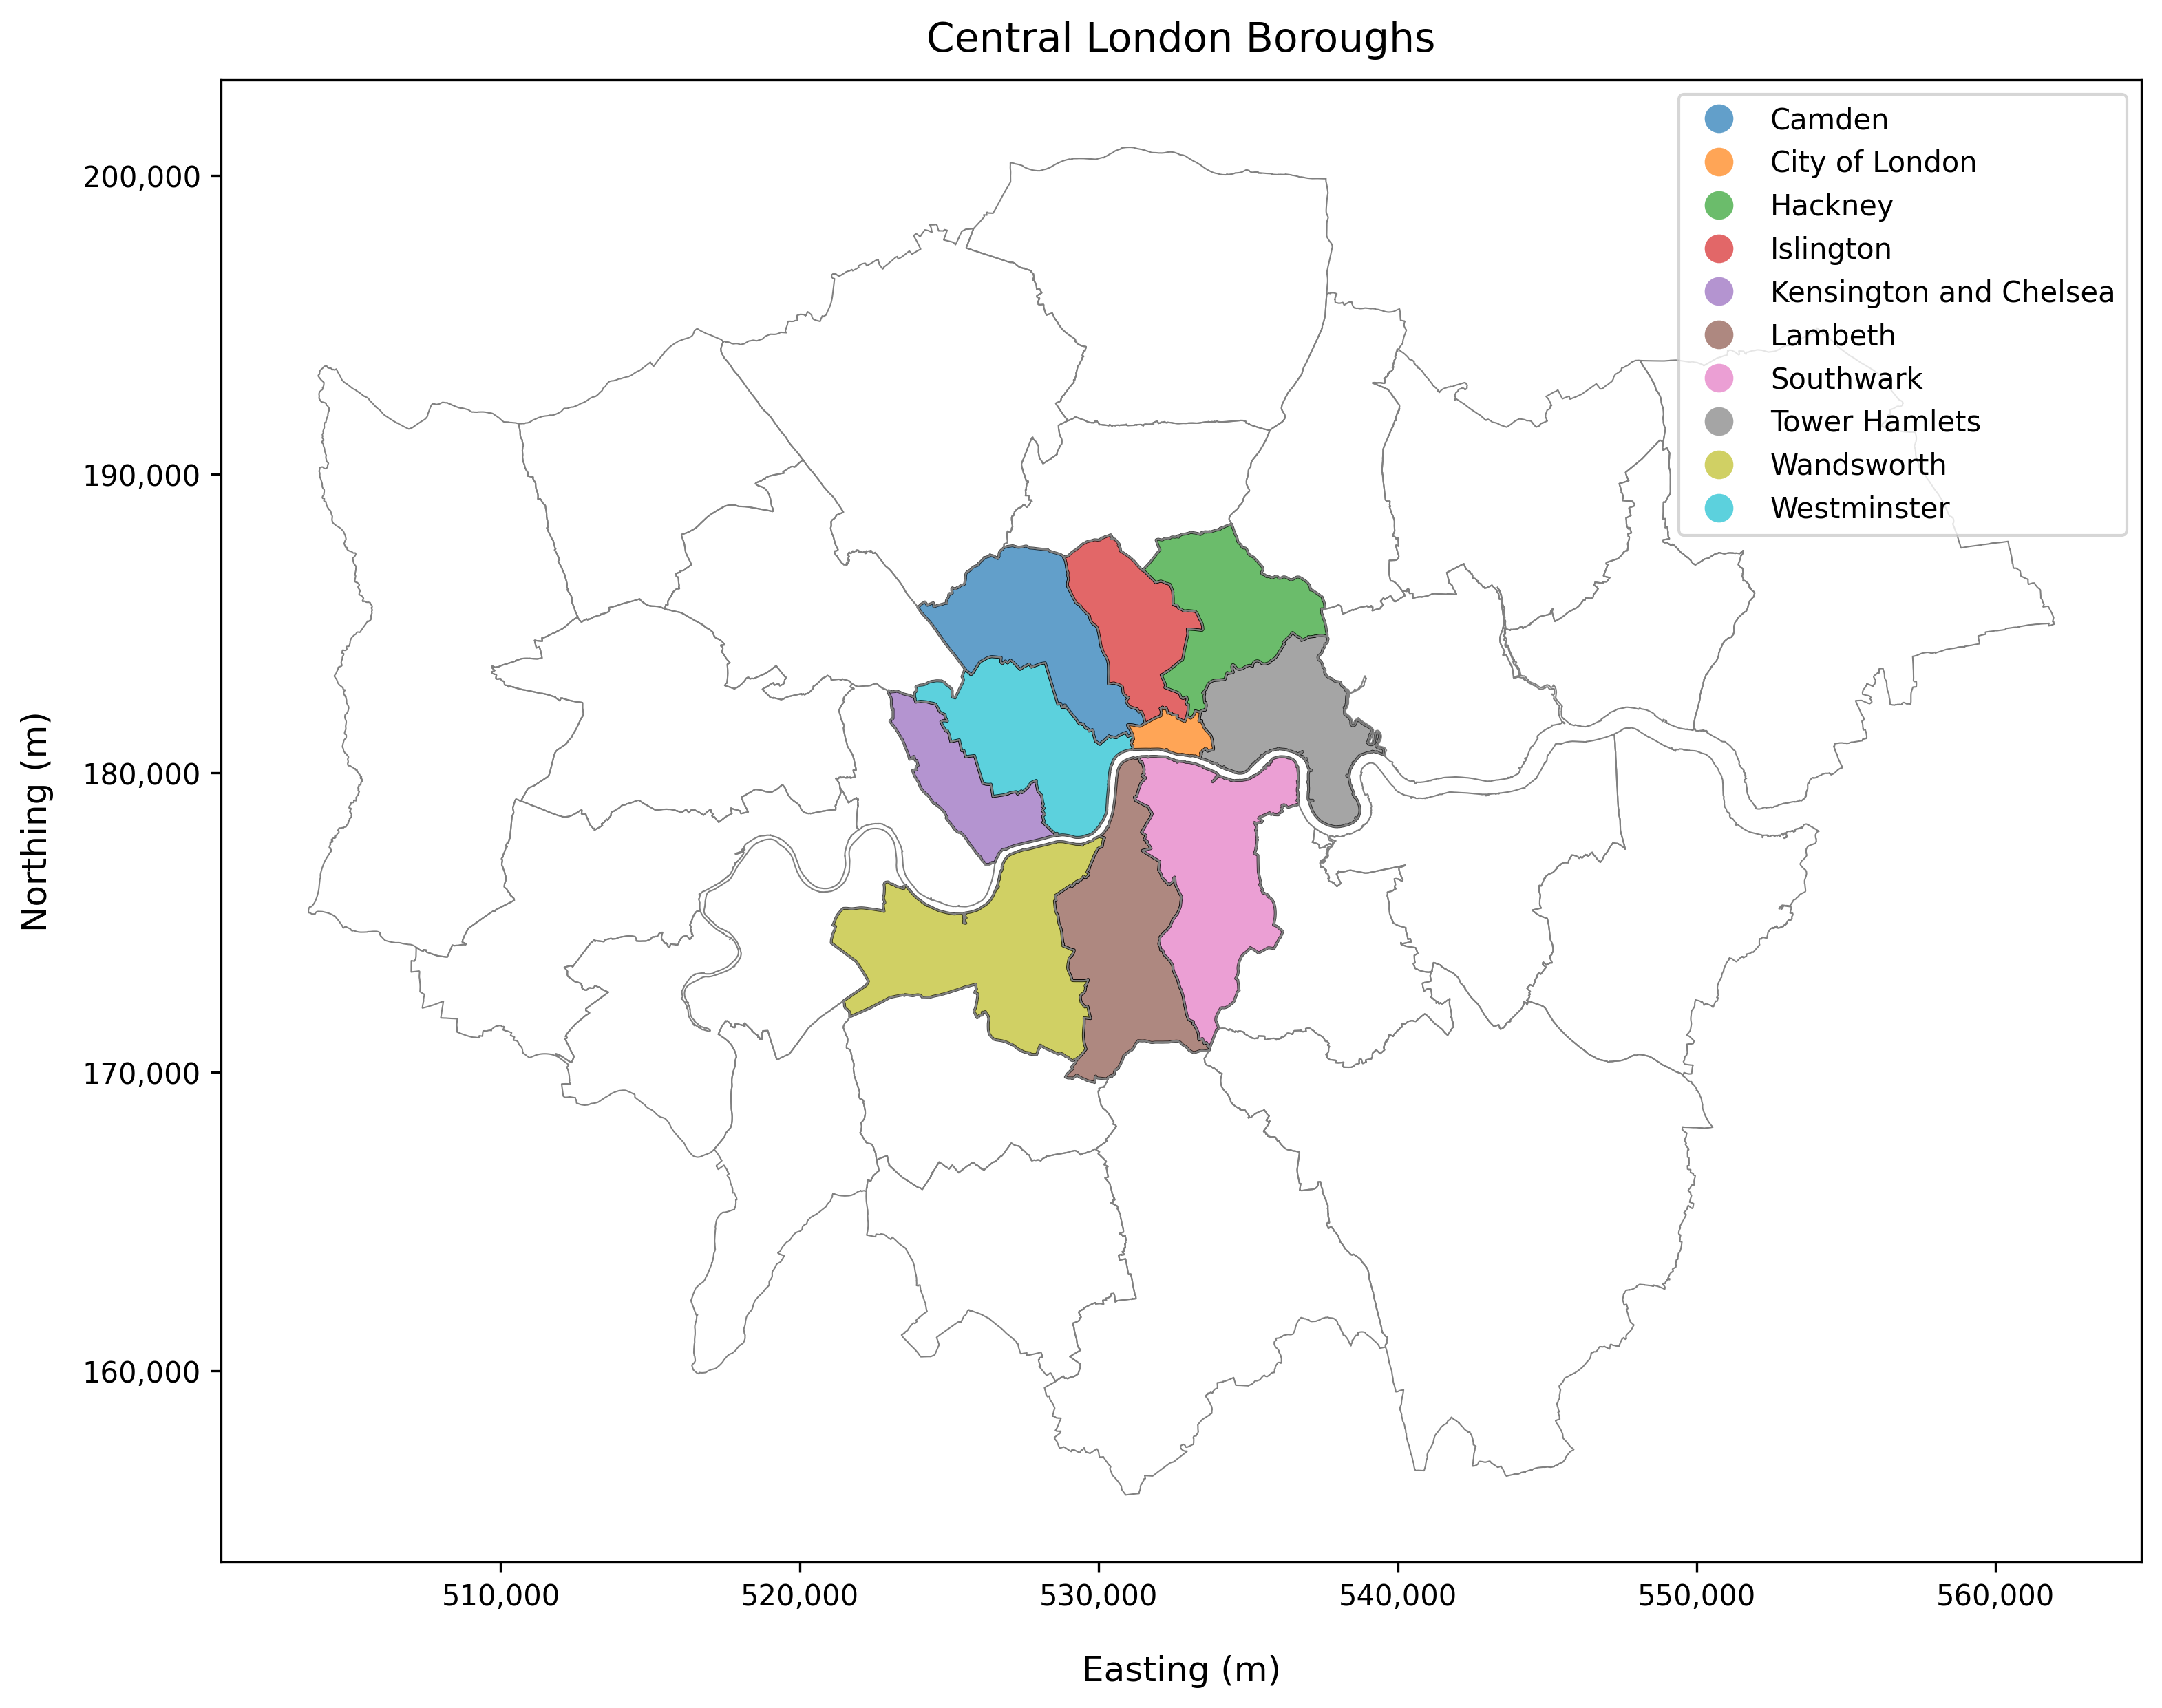 Central London Boroughs
Camden
City of London
Hackney
Islington
Kensington and Chelsea
Lambeth
Southwark
Tower Hamlets
Wandsworth
Westminster
200,000
190,000
180,000
170,000
160,000
Northing (m)
510,000
520,000
530,000
540,000
550,000
560,000
Easting (m)